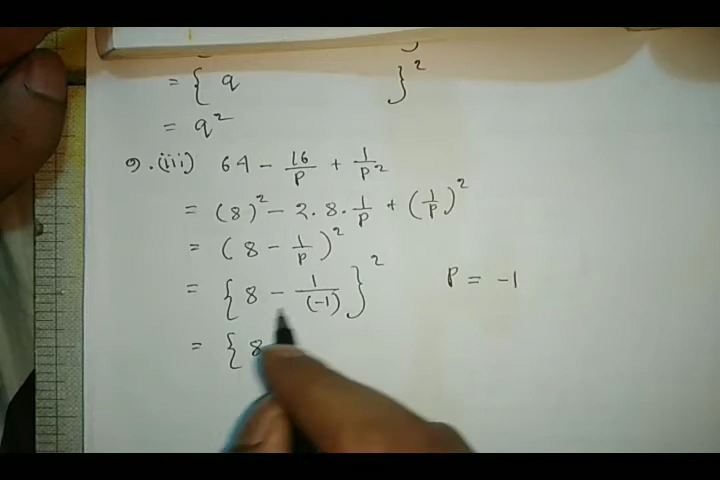 = { q }²
= q²
9.(iii) 64 - 16/P + 1/P²
= (8)² - 2.8.1/P + (1/P)²
= (8 - 1/P)²
= {8 - 1/(-1)}² P = -1
= {8